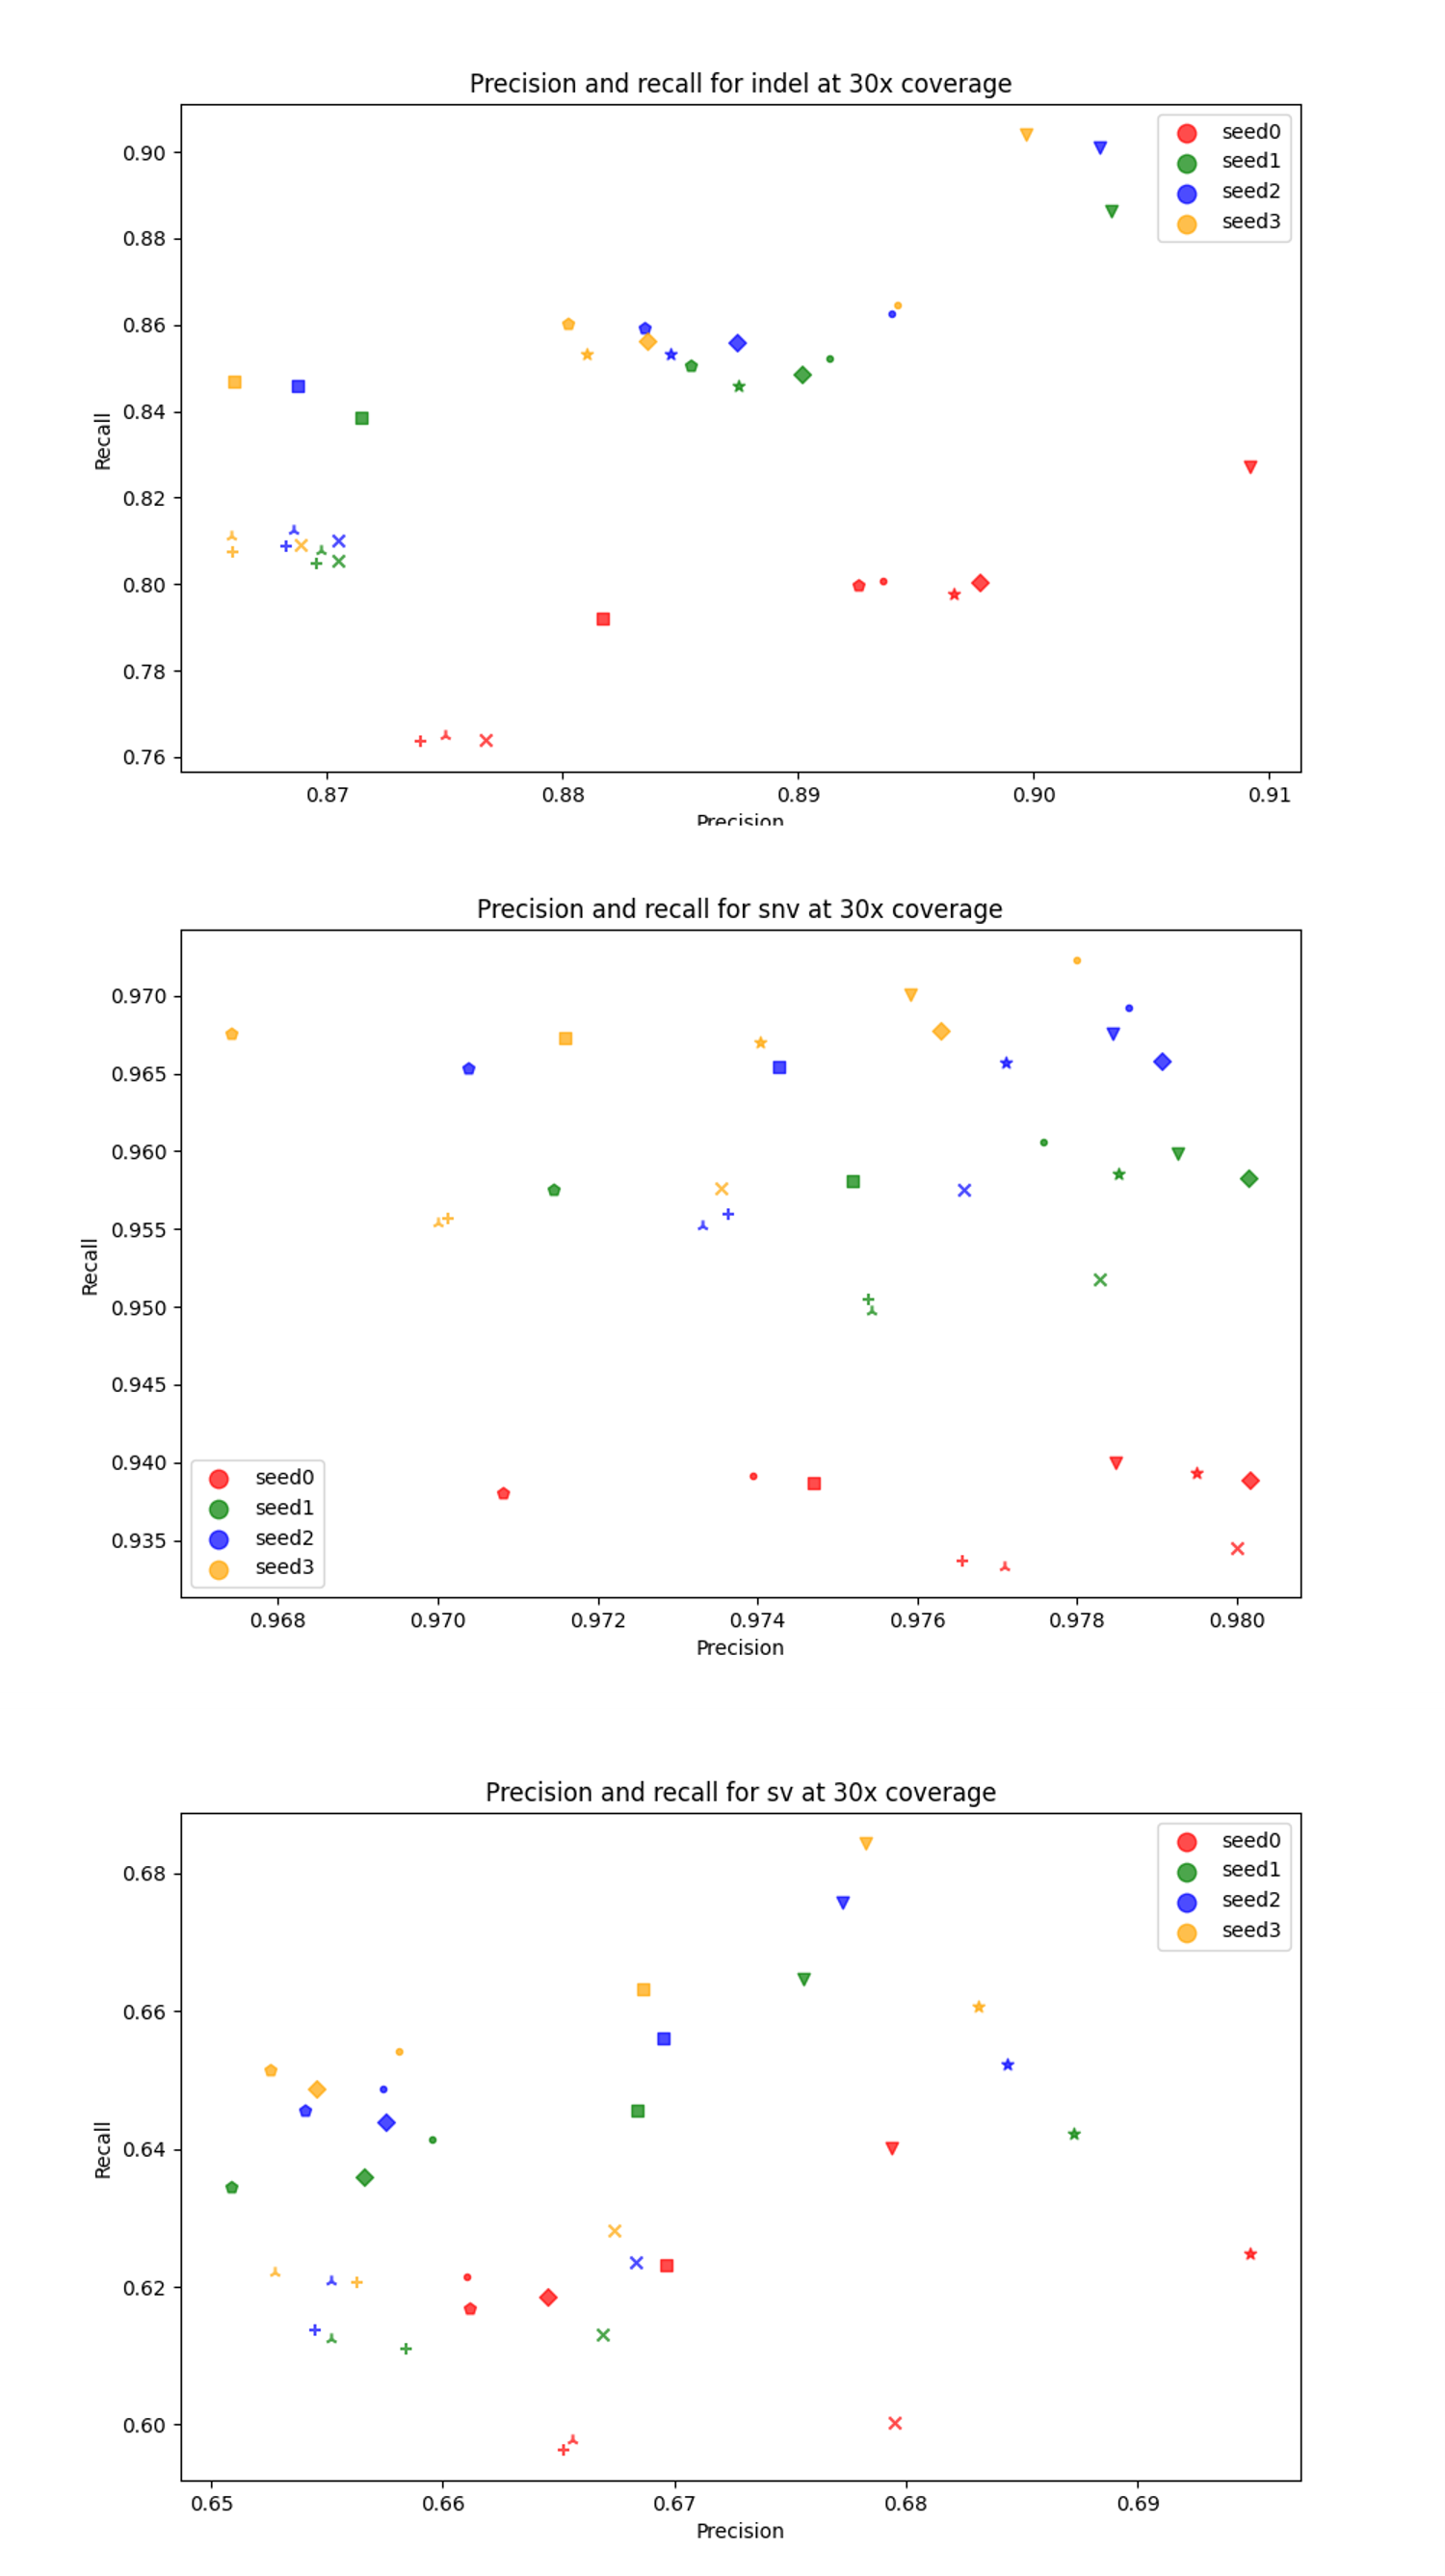 Precision and recall for indel at 30x coverage
seed0
seed1
seed2
seed3
0.90
0.88
0.86
0.84
0.82
0.80
0.78
0.76
Recall
0.87 0.88 0.89 0.90 0.91
Precision
Precision and recall for snv at 30x coverage
0.970
0.965
0.960
0.955
0.950
0.945
0.940
0.935
Recall
seed0
seed1
seed2
seed3
0.968 0.970 0.972 0.974 0.976 0.978 0.980
Precision
Precision and recall for sv at 30x coverage
seed0
seed1
seed2
seed3
0.68
0.66
0.64
0.62
0.60
Recall
0.65 0.66 0.67 0.68 0.69
Precision